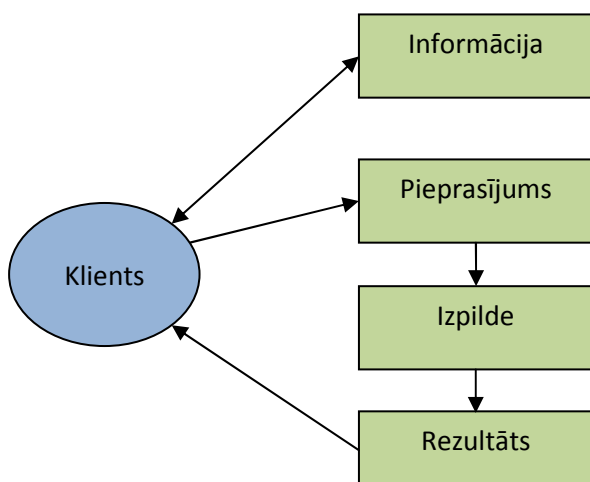 Informācija
Pieprasījums
Klients
Izpilde
Rezultāts